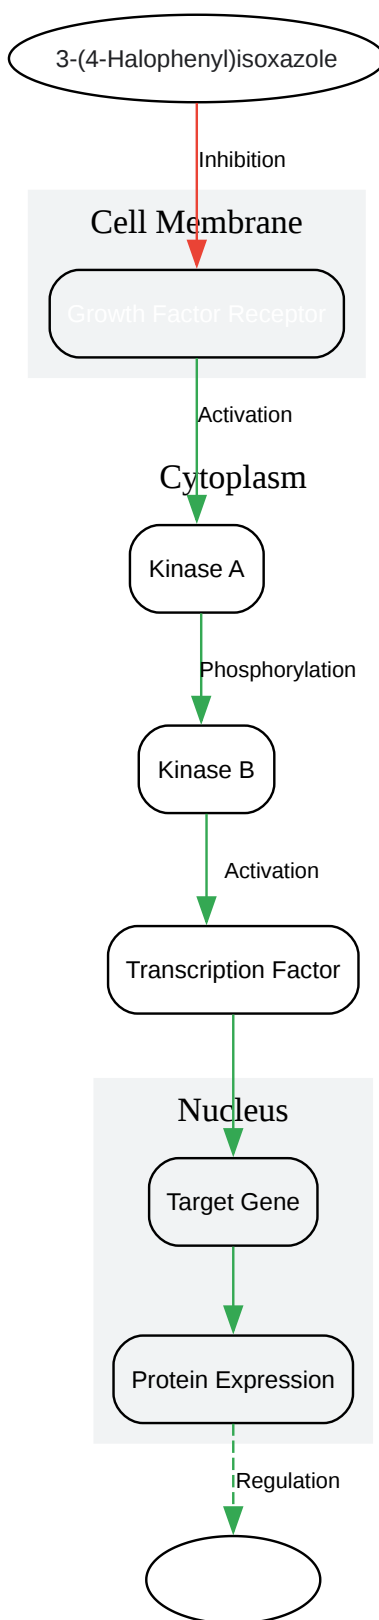 3-(4-Halophenyl)isoxazole
Inhibition
Cell Membrane
Growth Factor Receptor
Activation
Cytoplasm
Kinase A
Phosphorylation
Kinase B
Activation
Transcription Factor
Nucleus
Target Gene
Protein Expression
Regulation